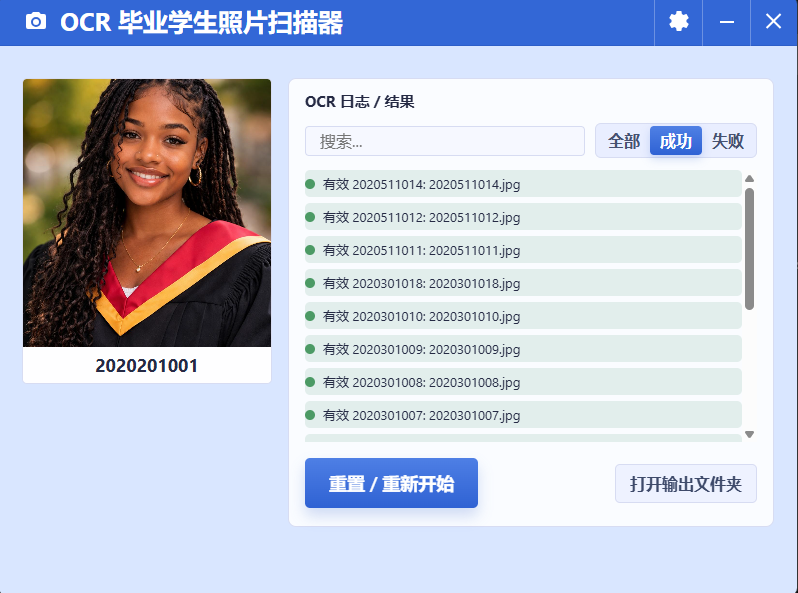 OCR 毕业学生照片扫描器
2020201001
OCR 日志 / 结果
搜索...
全部 成功 失败
有效 2020511014: 2020511014.jpg
有效 2020511012: 2020511012.jpg
有效 2020511011: 2020511011.jpg
有效 2020301018: 2020301018.jpg
有效 2020301010: 2020301010.jpg
有效 2020301009: 2020301009.jpg
有效 2020301008: 2020301008.jpg
有效 2020301007: 2020301007.jpg
重置 / 重新开始
打开输出文件夹